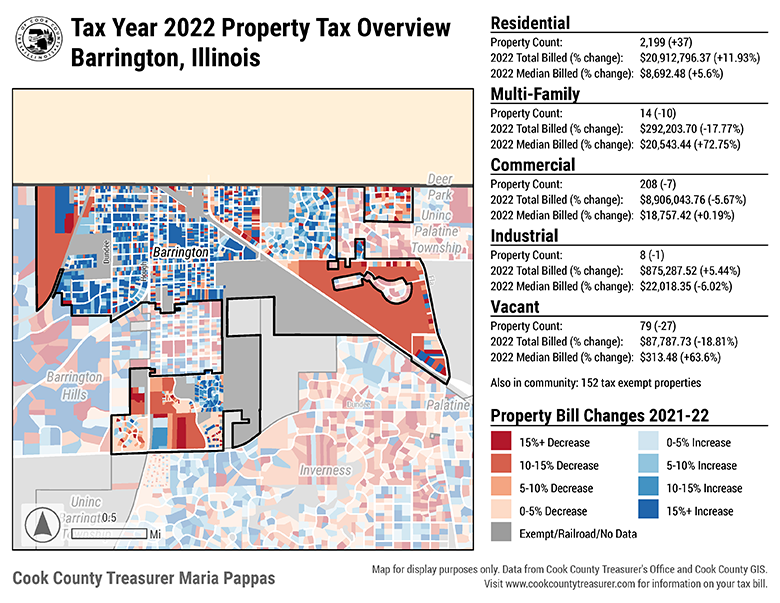 Tax Year 2022 Property Tax Overview
Barrington, Illinois
Residential
Property Count: 2,199 (+37)
2022 Total Billed (% change): $20,912,796.37 (+11.93%)
2022 Median Billed (% change): $8,692.48 (+5.6%)
Multi-Family
Property Count: 14 (-10)
2022 Total Billed (% change): $292,203.70 (-17.77%)
2022 Median Billed (% change): $20,543.44 (+72.75%)
Commercial
Property Count: 208 (-7)
2022 Total Billed (% change): $8,906,043.76 (-5.67%)
2022 Median Billed (% change): $18,757.42 (+0.19%)
Industrial
Property Count: 8 (-1)
2022 Total Billed (% change): $875,287.52 (+5.44%)
2022 Median Billed (% change): $22,018.35 (-6.02%)
Vacant
Property Count: 79 (-27)
2022 Total Billed (% change): $87,787.73 (-18.81%)
2022 Median Billed (% change): $313.48 (+63.6%)
Also in community: 152 tax exempt properties
Property Bill Changes 2021-22
15%+ Decrease
10-15% Decrease
5-10% Decrease
0-5% Decrease
0-5% Increase
5-10% Increase
10-15% Increase
15%+ Increase
Exempt/Railroad/No Data
Deer
Park
Uninc
Palatine
Township
Barrington
Dundee
Hough
Barrington
Hills
Dundee
Palatine
Inverness
Uninc
Barrington
0.5
Mi
Cook County Treasurer Maria Pappas
Map for display purposes only. Data from Cook County Treasurer's Office and Cook County GIS.
Visit www.cookcountytreasurer.com for information on your tax bill.